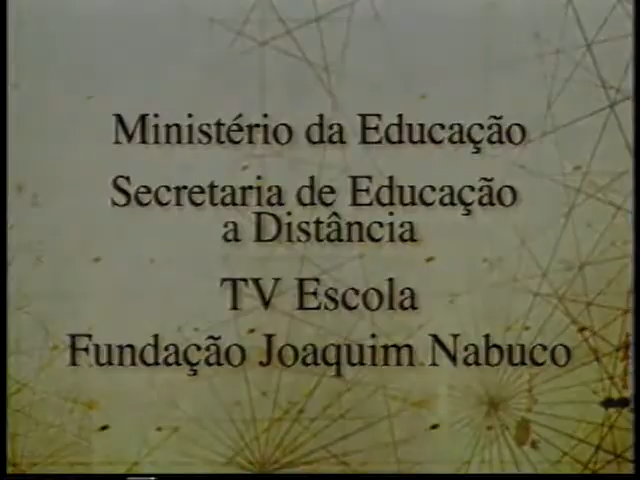 Ministério da Educação
Secretaria de Educação
a Distância
TV Escola
Fundação Joaquim Nabuco